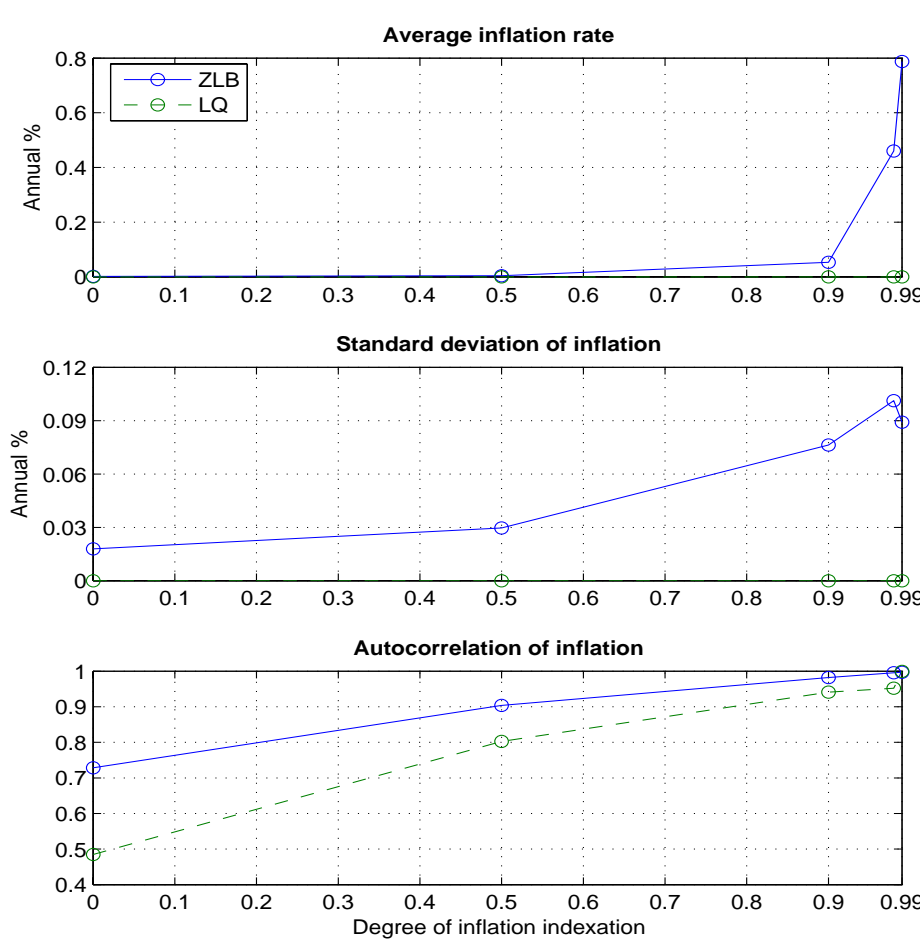 Average inflation rate
0.8
0.6
0.4
0.2
0
Annual %
ZLB
LQ
0 0.1 0.2 0.3 0.4 0.5 0.6 0.7 0.8 0.9 0.99
Standard deviation of inflation
0.12
0.09
0.06
0.03
0
Annual %
0 0.1 0.2 0.3 0.4 0.5 0.6 0.7 0.8 0.9 0.99
Autocorrelation of inflation
1
0.9
0.8
0.7
0.6
0.5
0.4
0 0.1 0.2 0.3 0.4 0.5 0.6 0.7 0.8 0.9 0.99
Degree of inflation indexation